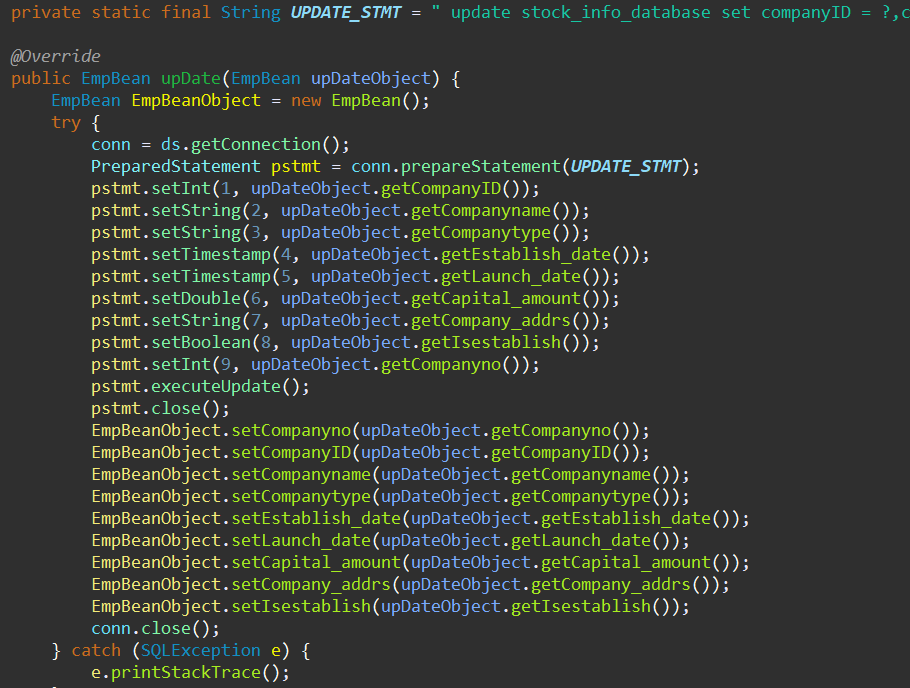 private static final String UPDATE_STMT = " update stock_info_database set companyID = ?,c
@Override
public EmpBean upDate(EmpBean upDateObject) {
EmpBean EmpBeanObject = new EmpBean();
try {
conn = ds.getConnection();
PreparedStatement pstmt = conn.prepareStatement(UPDATE_STMT);
pstmt.setInt(1, upDateObject.getCompanyID());
pstmt.setString(2, upDateObject.getCompanyname());
pstmt.setString(3, upDateObject.getCompanytype());
pstmt.setTimestamp(4, upDateObject.getEstablish_date());
pstmt.setTimestamp(5, upDateObject.getLaunch_date());
pstmt.setDouble(6, upDateObject.getCapital_amount());
pstmt.setString(7, upDateObject.getCompany_addrs());
pstmt.setBoolean(8, upDateObject.getIsestablish());
pstmt.setInt(9, upDateObject.getCompanyno());
pstmt.executeUpdate();
pstmt.close();
EmpBeanObject.setCompanyno(upDateObject.getCompanyno());
EmpBeanObject.setCompanyID(upDateObject.getCompanyID());
EmpBeanObject.setCompanyname(upDateObject.getCompanyname());
EmpBeanObject.setCompanytype(upDateObject.getCompanytype());
EmpBeanObject.setEstablish_date(upDateObject.getEstablish_date());
EmpBeanObject.setLaunch_date(upDateObject.getLaunch_date());
EmpBeanObject.setCapital_amount(upDateObject.getCapital_amount());
EmpBeanObject.setCompany_addrs(upDateObject.getCompany_addrs());
EmpBeanObject.setIsestablish(upDateObject.getIsestablish());
conn.close();
} catch (SQLException e) {
e.printStackTrace();